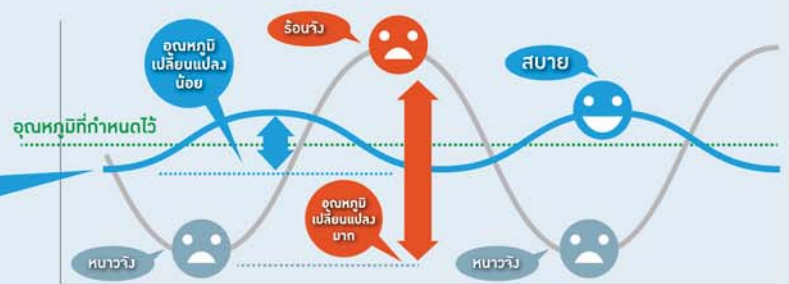 ร้อนจัง
อุณหภูมิ
เปลี่ยนแปลง
น้อย
สบาย
อุณหภูมิที่กำหนดไว้
อุณหภูมิ
เปลี่ยนแปลง
มาก
หนาวจัง
หนาวจัง